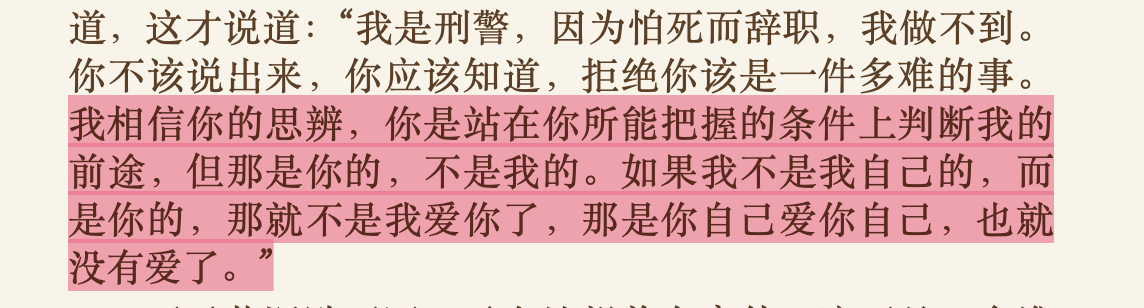 道，这才说道：“我是刑警，因为怕死而辞职，我做不到。
你不该说出来，你应该知道，拒绝你该是一件多难的事。
我相信你的思辨，你是站在你所能把握的条件上判断我的
前途，但那是你的，不是我的。如果我不是我自己的，而
是你的，那就不是我爱你了，那是你自己爱你自己，也就
没有爱了。”